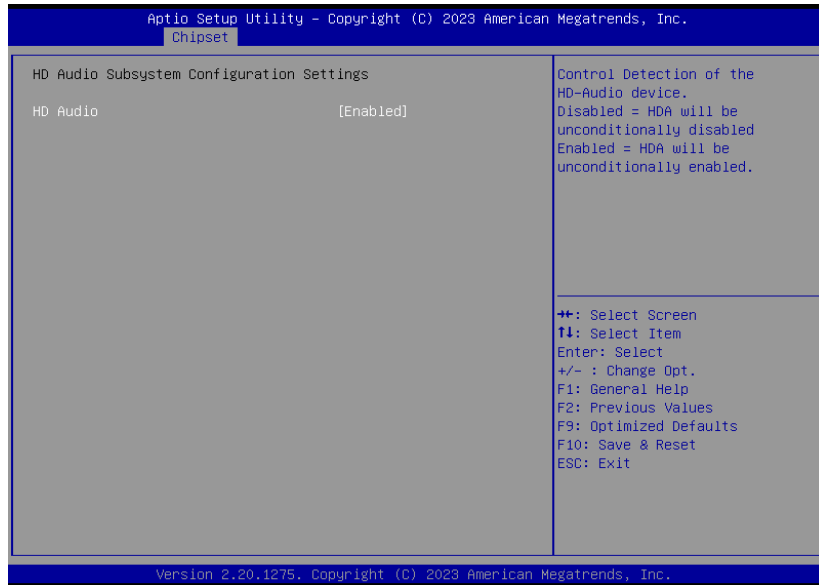 Aptio Setup Utility – Copyright (C) 2023 American Megatrends, Inc.
Chipset
HD Audio Subsystem Configuration Settings
HD Audio [Enabled]
Control Detection of the
HD-Audio device.
Disabled = HDA will be
unconditionally disabled
Enabled = HDA will be
unconditionally enabled.
→←: Select Screen
↑↓: Select Item
Enter: Select
+/- : Change Opt.
F1: General Help
F2: Previous Values
F9: Optimized Defaults
F10: Save & Reset
ESC: Exit
Version 2.20.1275. Copyright (C) 2023 American Megatrends, Inc.